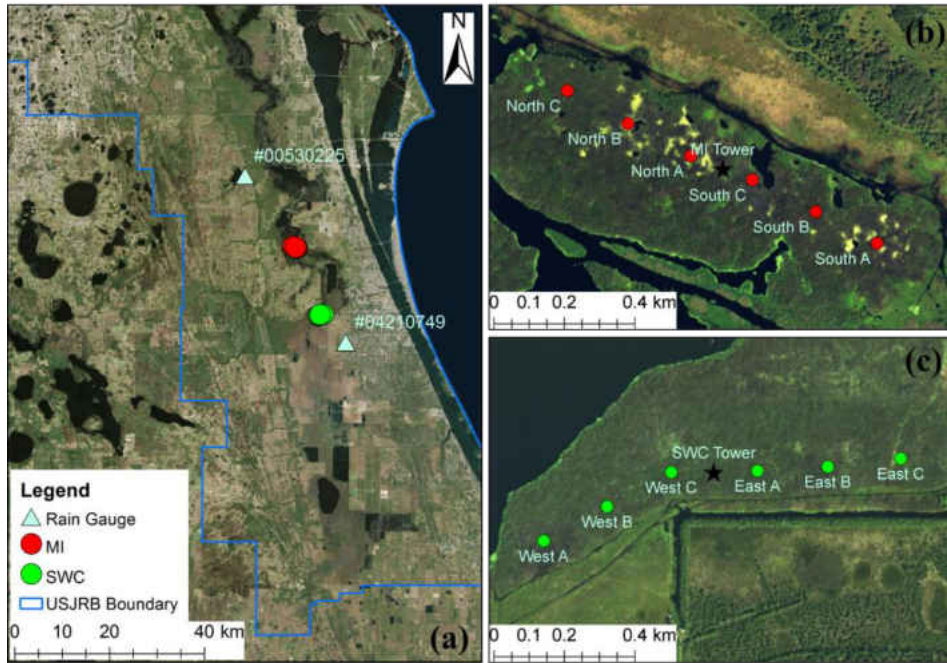 N
#00530225
#04210749
Legend
Rain Gauge
MI
SWC
USJRB Boundary
0 10 20 40 km
(a)
(b)
North C
North B
MI Tower
North A
South C
South B
South A
0 0.1 0.2 0.4 km
(c)
SWC Tower
East C
West C
East A
East B
West B
West A
0 0.1 0.2 0.4 km